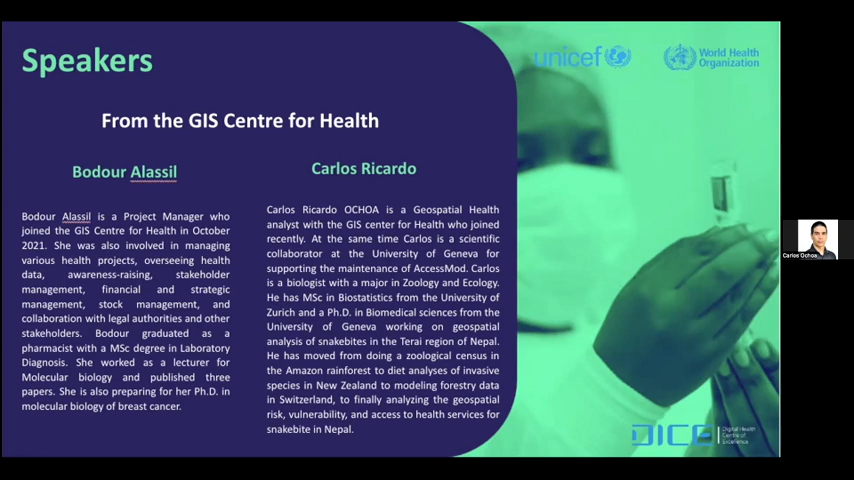 Speakers
unicef
World Health
Organization
From the GIS Centre for Health
Bodour Alassil
Bodour Alassil is a Project Manager who
joined the GIS Centre for Health in October
2021. She was also involved in managing
various health projects, overseeing health
data, awareness-raising, stakeholder
management, financial and strategic
management, stock management, and
collaboration with legal authorities and other
stakeholders. Bodour graduated as a
pharmacist with a MSc degree in Laboratory
Diagnosis. She worked as a lecturer for
Molecular biology and published three
papers. She is also preparing for her Ph.D. in
molecular biology of breast cancer.
Carlos Ricardo
Carlos Ricardo OCHOA is a Geospatial Health
analyst with the GIS center for Health who joined
recently. At the same time Carlos is a scientific
collaborator at the University of Geneva for
supporting the maintenance of AccessMod. Carlos
is a biologist with a major in Zoology and Ecology.
He has MSc in Biostatistics from the University of
Zurich and a Ph.D. in Biomedical sciences from the
University of Geneva working on geospatial
analysis of snakebites in the Terai region of Nepal.
He has moved from doing a zoological census in
the Amazon rainforest to diet analyses of invasive
species in New Zealand to modeling forestry data
in Switzerland, to finally analyzing the geospatial
risk, vulnerability, and access to health services for
snakebite in Nepal.
Carlos Ochoa
DICE
Digital Health
Centre of
Excellence